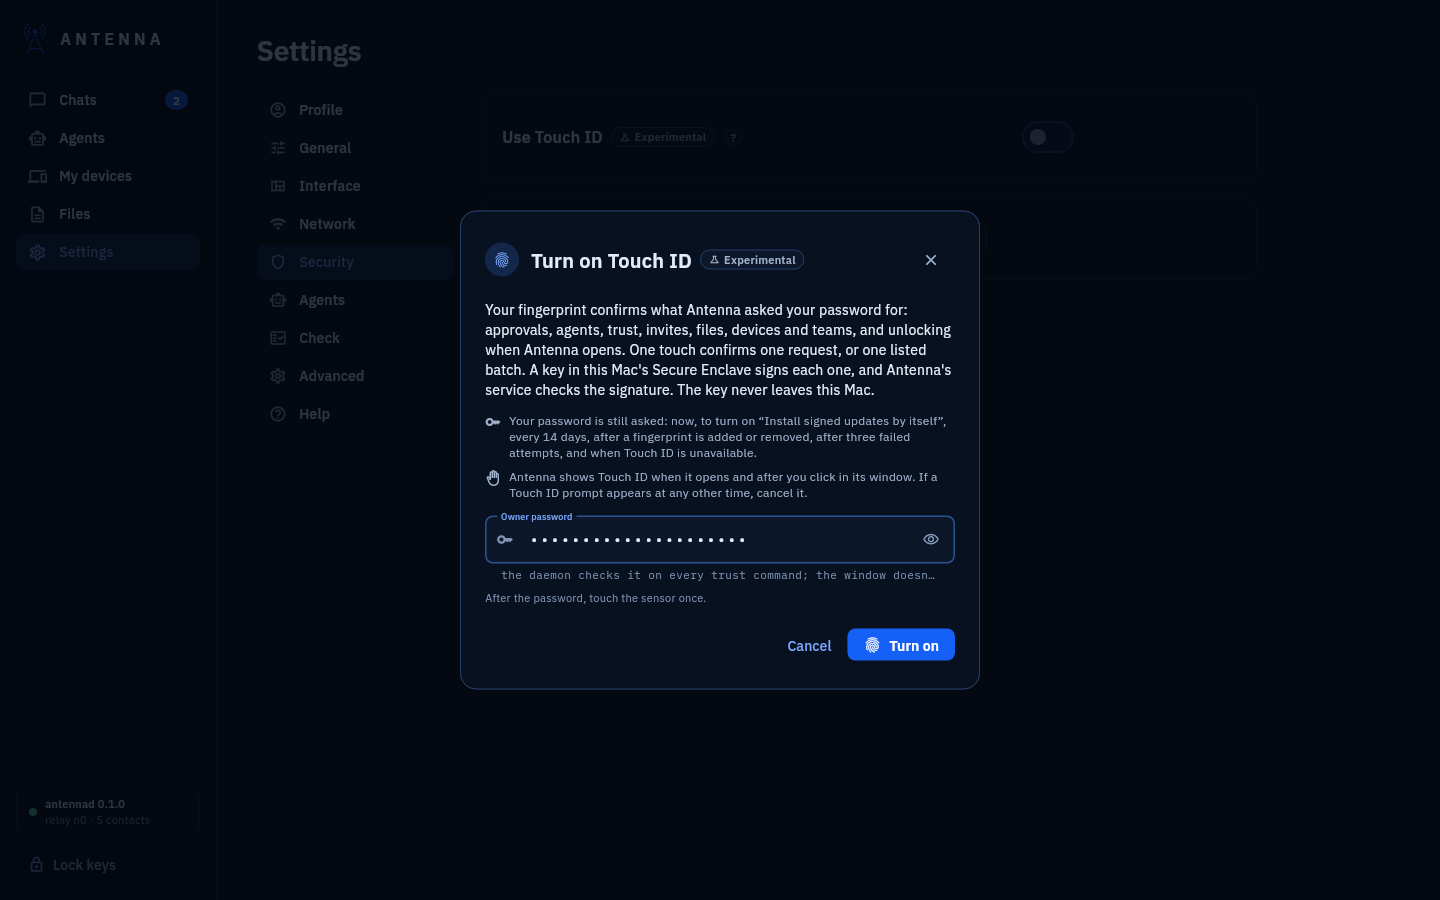 ANTENNA
Chats
2
Agents
My devices
Files
Settings
antennad 0.1.0
relay n0 · 5 contacts
Lock keys
Settings
Profile
General
Interface
Network
Security
Agents
Check
Advanced
Help
Use Touch ID
Experimental
?
Turn on Touch ID
Experimental
Your fingerprint confirms what Antenna asked your password for:
approvals, agents, trust, invites, files, devices and teams, and unlocking
when Antenna opens. One touch confirms one request, or one listed
batch. A key in this Mac's Secure Enclave signs each one, and Antenna's
service checks the signature. The key never leaves this Mac.
Your password is still asked: now, to turn on “Install signed updates by itself”,
every 14 days, after a fingerprint is added or removed, after three failed
attempts, and when Touch ID is unavailable.
Antenna shows Touch ID when it opens and after you click in its window. If a
Touch ID prompt appears at any other time, cancel it.
Owner password
•••••••••••••••••••••
the daemon checks it on every trust command; the window doesn…
After the password, touch the sensor once.
Cancel
Turn on